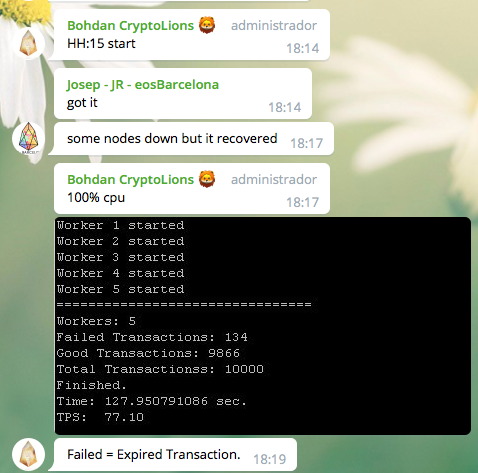 Bohdan CryptoLions 🦁 administrador
HH:15 start
18:14
Josep - JR - eosBarcelona
got it
18:14
some nodes down but it recovered 18:17
Bohdan CryptoLions 🦁 administrador
100% cpu
18:17
Worker 1 started
Worker 2 started
Worker 3 started
Worker 4 started
Worker 5 started
================================
Workers: 5
Failed Transactions: 134
Good Transactions: 9866
Total Transactionss: 10000
Finished.
Time: 127.950791086 sec.
TPS:  77.10
Failed = Expired Transaction. 18:19